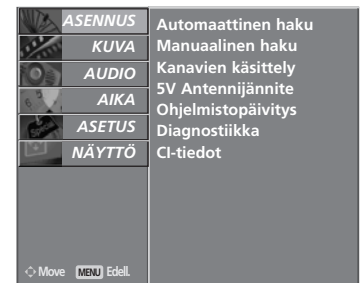 ASENNUS
KUVA
AUDIO
AIKA
ASETUS
NÄYTTÖ
Automaattinen haku
Manuaalinen haku
Kanavien käsittely
5V Antennijännite
Ohjelmistopäivitys
Diagnostiikka
CI-tiedot
Move MENU Edell.